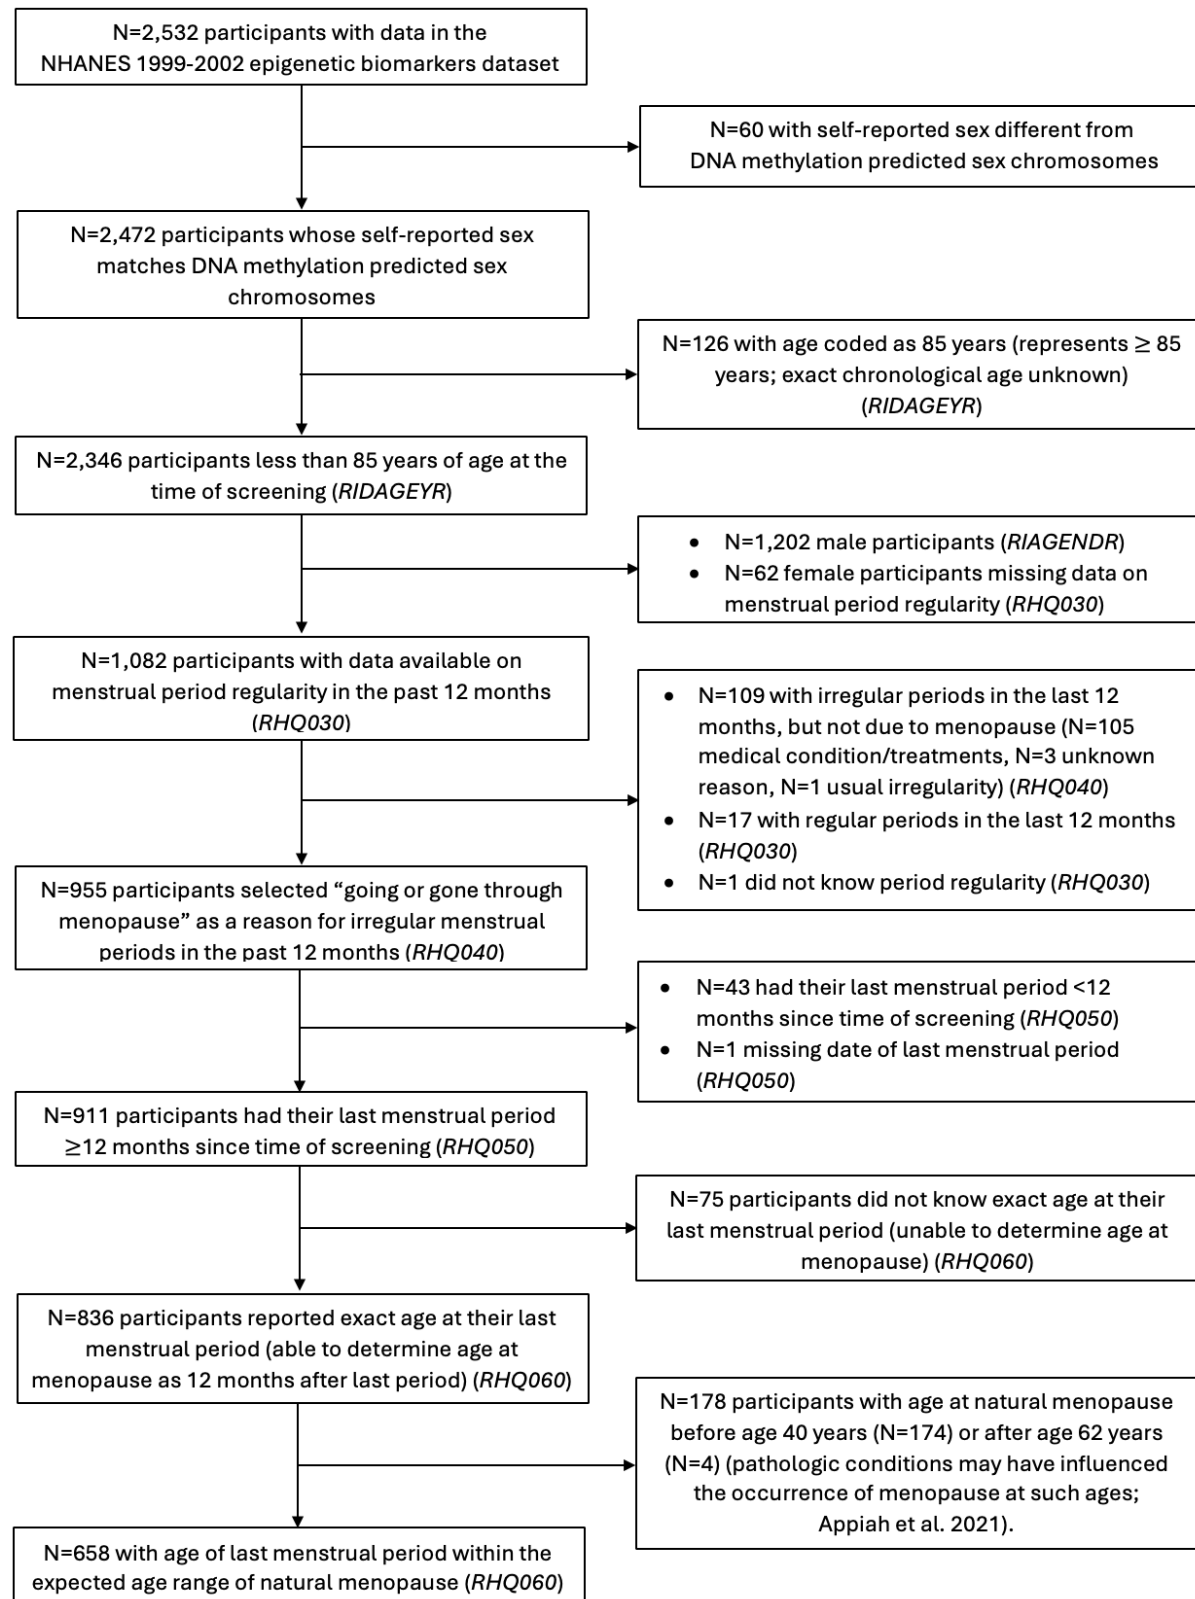 N=2,532 participants with data in the
NHANES 1999-2002 epigenetic biomarkers dataset
N=60 with self-reported sex different from
DNA methylation predicted sex chromosomes
N=2,472 participants whose self-reported sex
matches DNA methylation predicted sex
chromosomes
N=126 with age coded as 85 years (represents ≥ 85
years; exact chronological age unknown)
(RIDAGEYR)
N=2,346 participants less than 85 years of age at the
time of screening (RIDAGEYR)
• N=1,202 male participants (RIAGENDR)
• N=62 female participants missing data on
menstrual period regularity (RHQ030)
N=1,082 participants with data available on
menstrual period regularity in the past 12 months
(RHQ030)
• N=109 with irregular periods in the last 12
months, but not due to menopause (N=105
medical condition/treatments, N=3 unknown
reason, N=1 usual irregularity) (RHQ040)
• N=17 with regular periods in the last 12 months
(RHQ030)
• N=1 did not know period regularity (RHQ030)
N=955 participants selected “going or gone through
menopause” as a reason for irregular menstrual
periods in the past 12 months (RHQ040)
• N=43 had their last menstrual period <12
months since time of screening (RHQ050)
• N=1 missing date of last menstrual period
(RHQ050)
N=911 participants had their last menstrual period
≥12 months since time of screening (RHQ050)
N=75 participants did not know exact age at their
last menstrual period (unable to determine age at
menopause) (RHQ060)
N=836 participants reported exact age at their last
menstrual period (able to determine age at
menopause as 12 months after last period) (RHQ060)
N=178 participants with age at natural menopause
before age 40 years (N=174) or after age 62 years
(N=4) (pathologic conditions may have influenced
the occurrence of menopause at such ages;
Appiah et al. 2021).
N=658 with age of last menstrual period within the
expected age range of natural menopause (RHQ060)